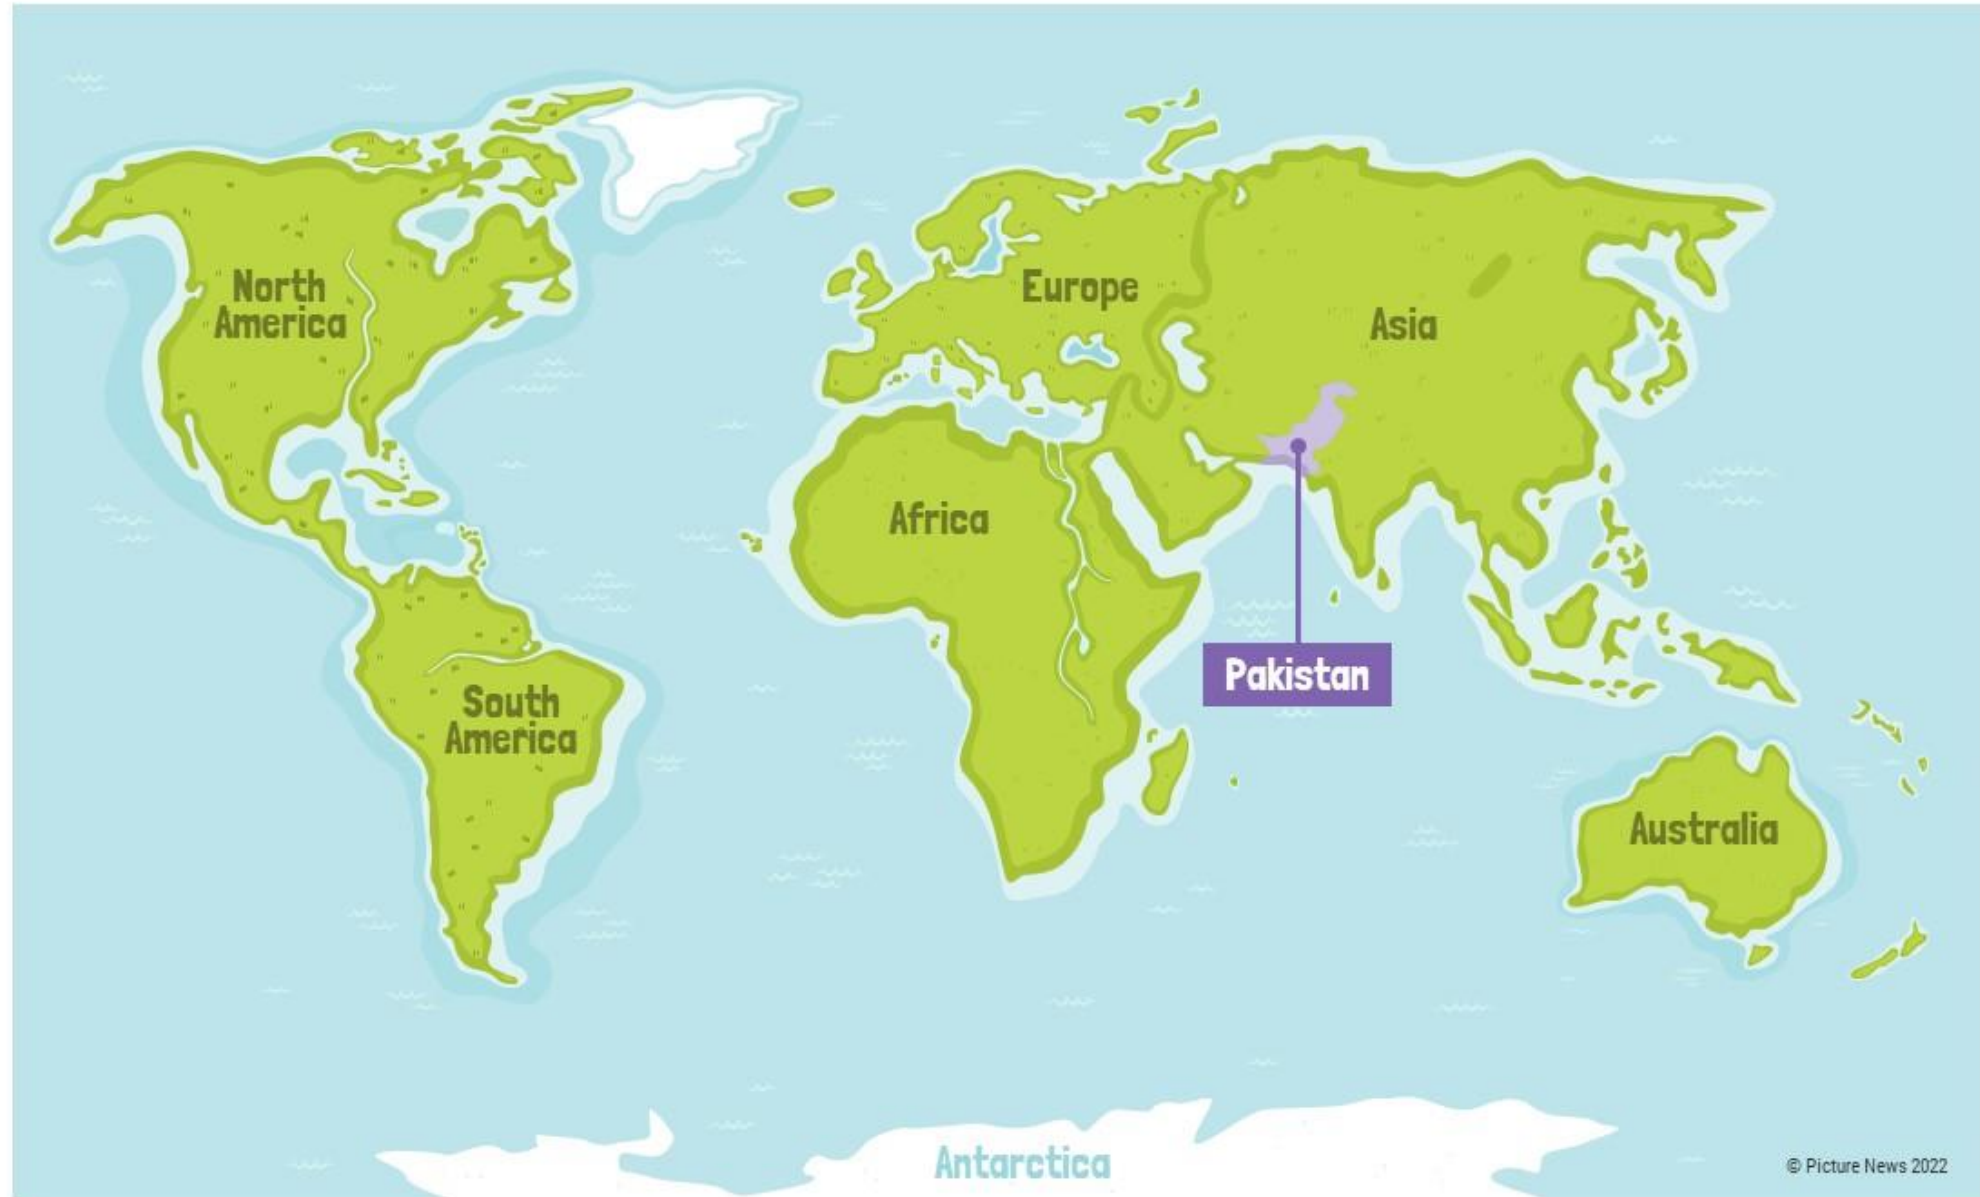 North
America
Europe
Asia
Africa
Pakistan
South
America
Australia
Antarctica
© Picture News 2022